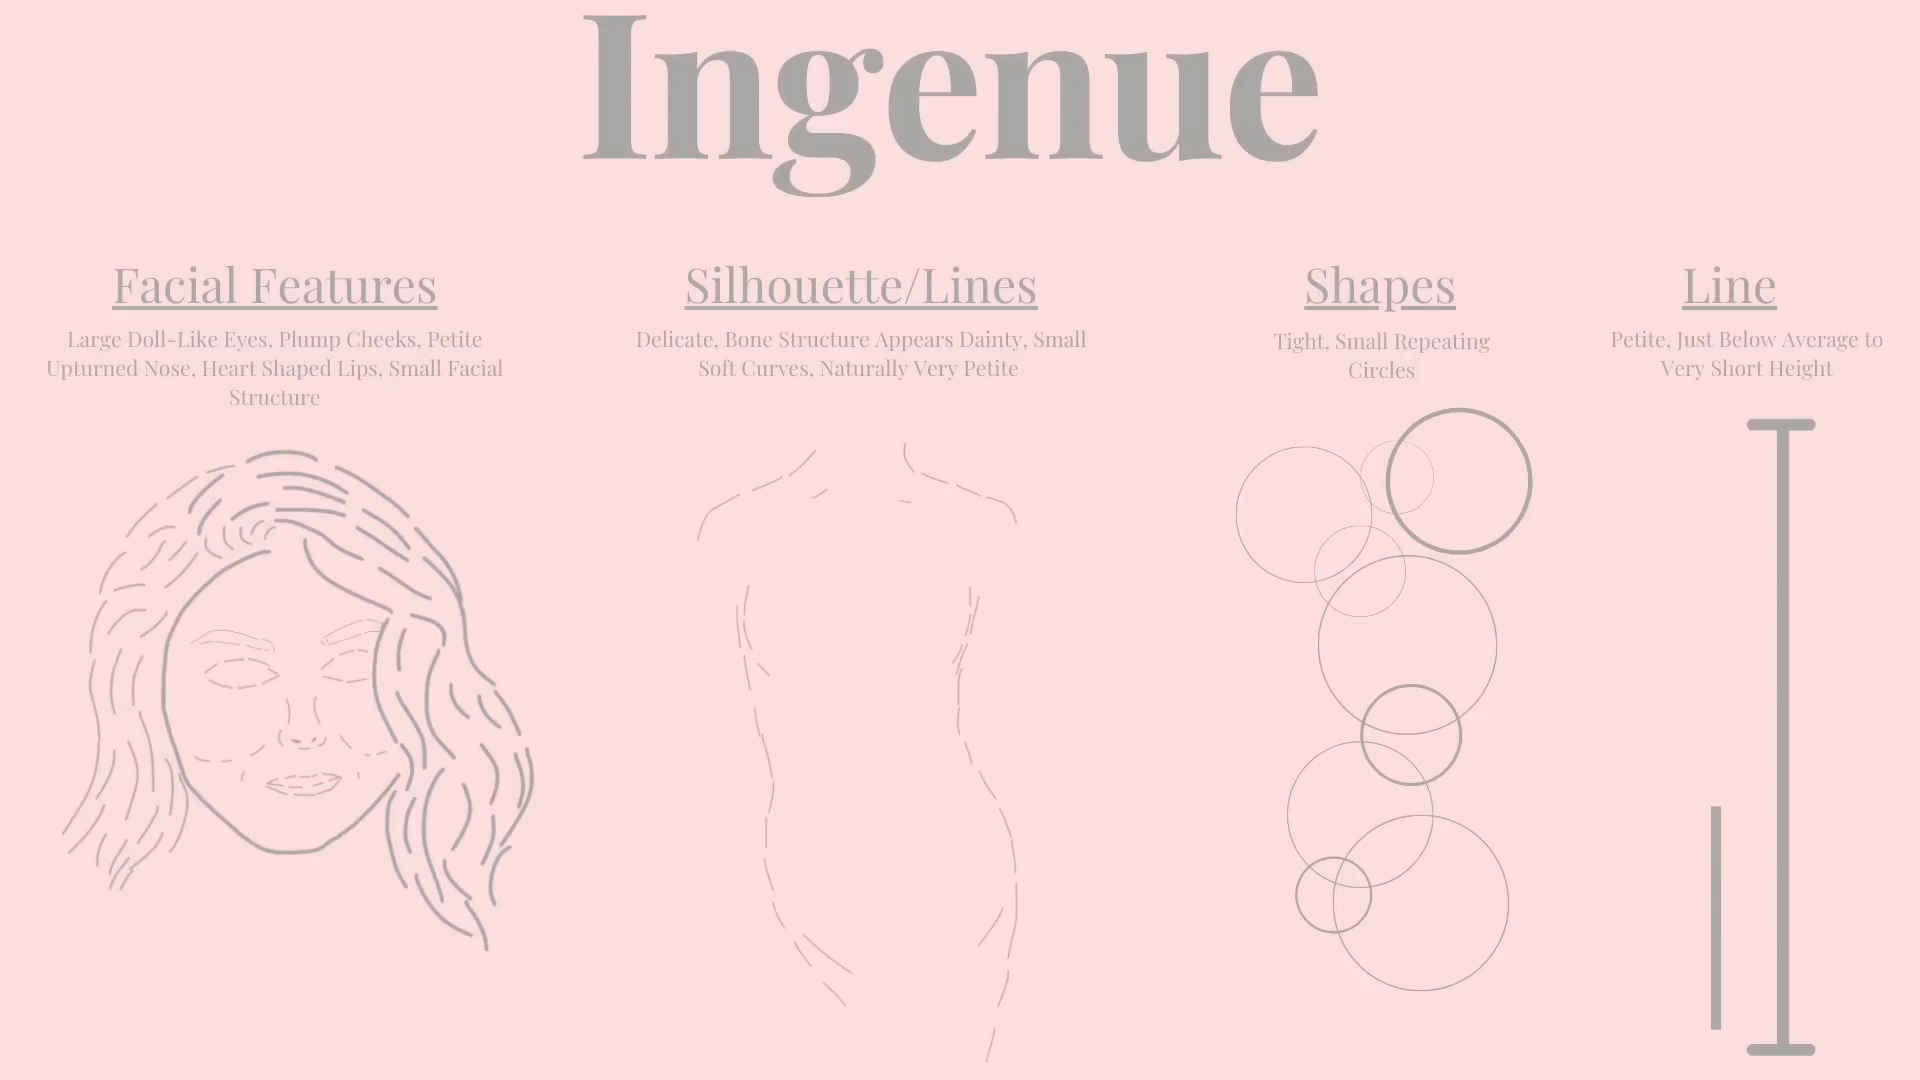 Ingenue
Facial Features
Large Doll-Like Eyes, Plump Cheeks, Petite
Upturned Nose, Heart Shaped Lips, Small Facial
Structure
Silhouette/Lines
Delicate, Bone Structure Appears Dainty, Small
Soft Curves, Naturally Very Petite
Shapes
Tight, Small Repeating
Circles
Line
Petite, Just Below Average to
Very Short Height